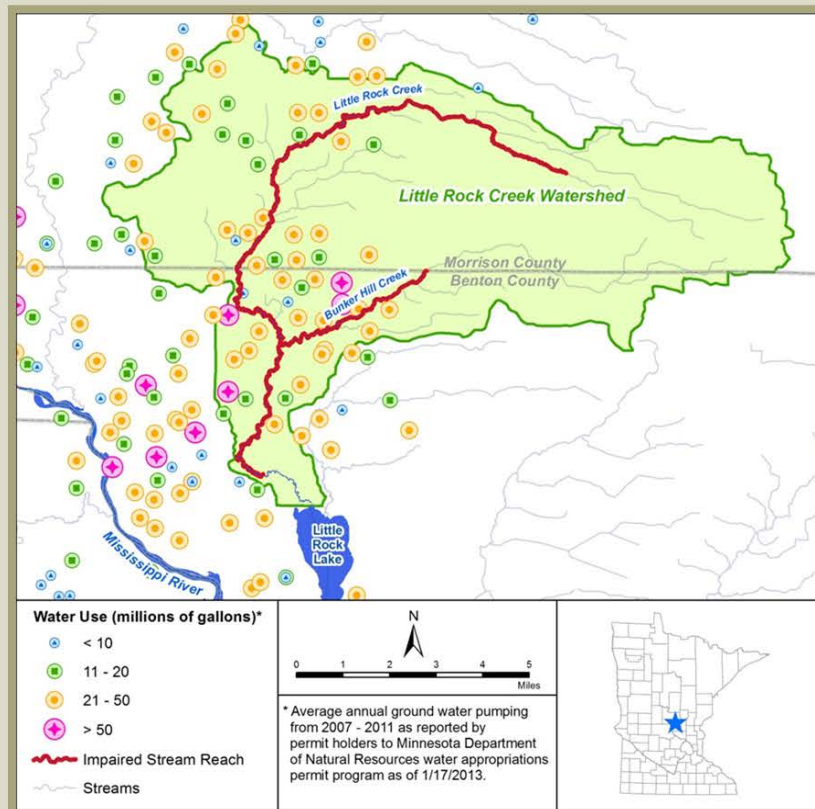 Little Rock Creek
Little Rock Creek Watershed
Morrison County
Benton County
Bunker Hill Creek
Mississippi River
Little
Rock
Lake
Water Use (millions of gallons)*
< 10
11 - 20
21 - 50
> 50
Impaired Stream Reach
Streams
N
0 1 2 3 4 5
Miles
* Average annual ground water pumping
from 2007 - 2011 as reported by
permit holders to Minnesota Department
of Natural Resources water appropriations
permit program as of 1/17/2013.